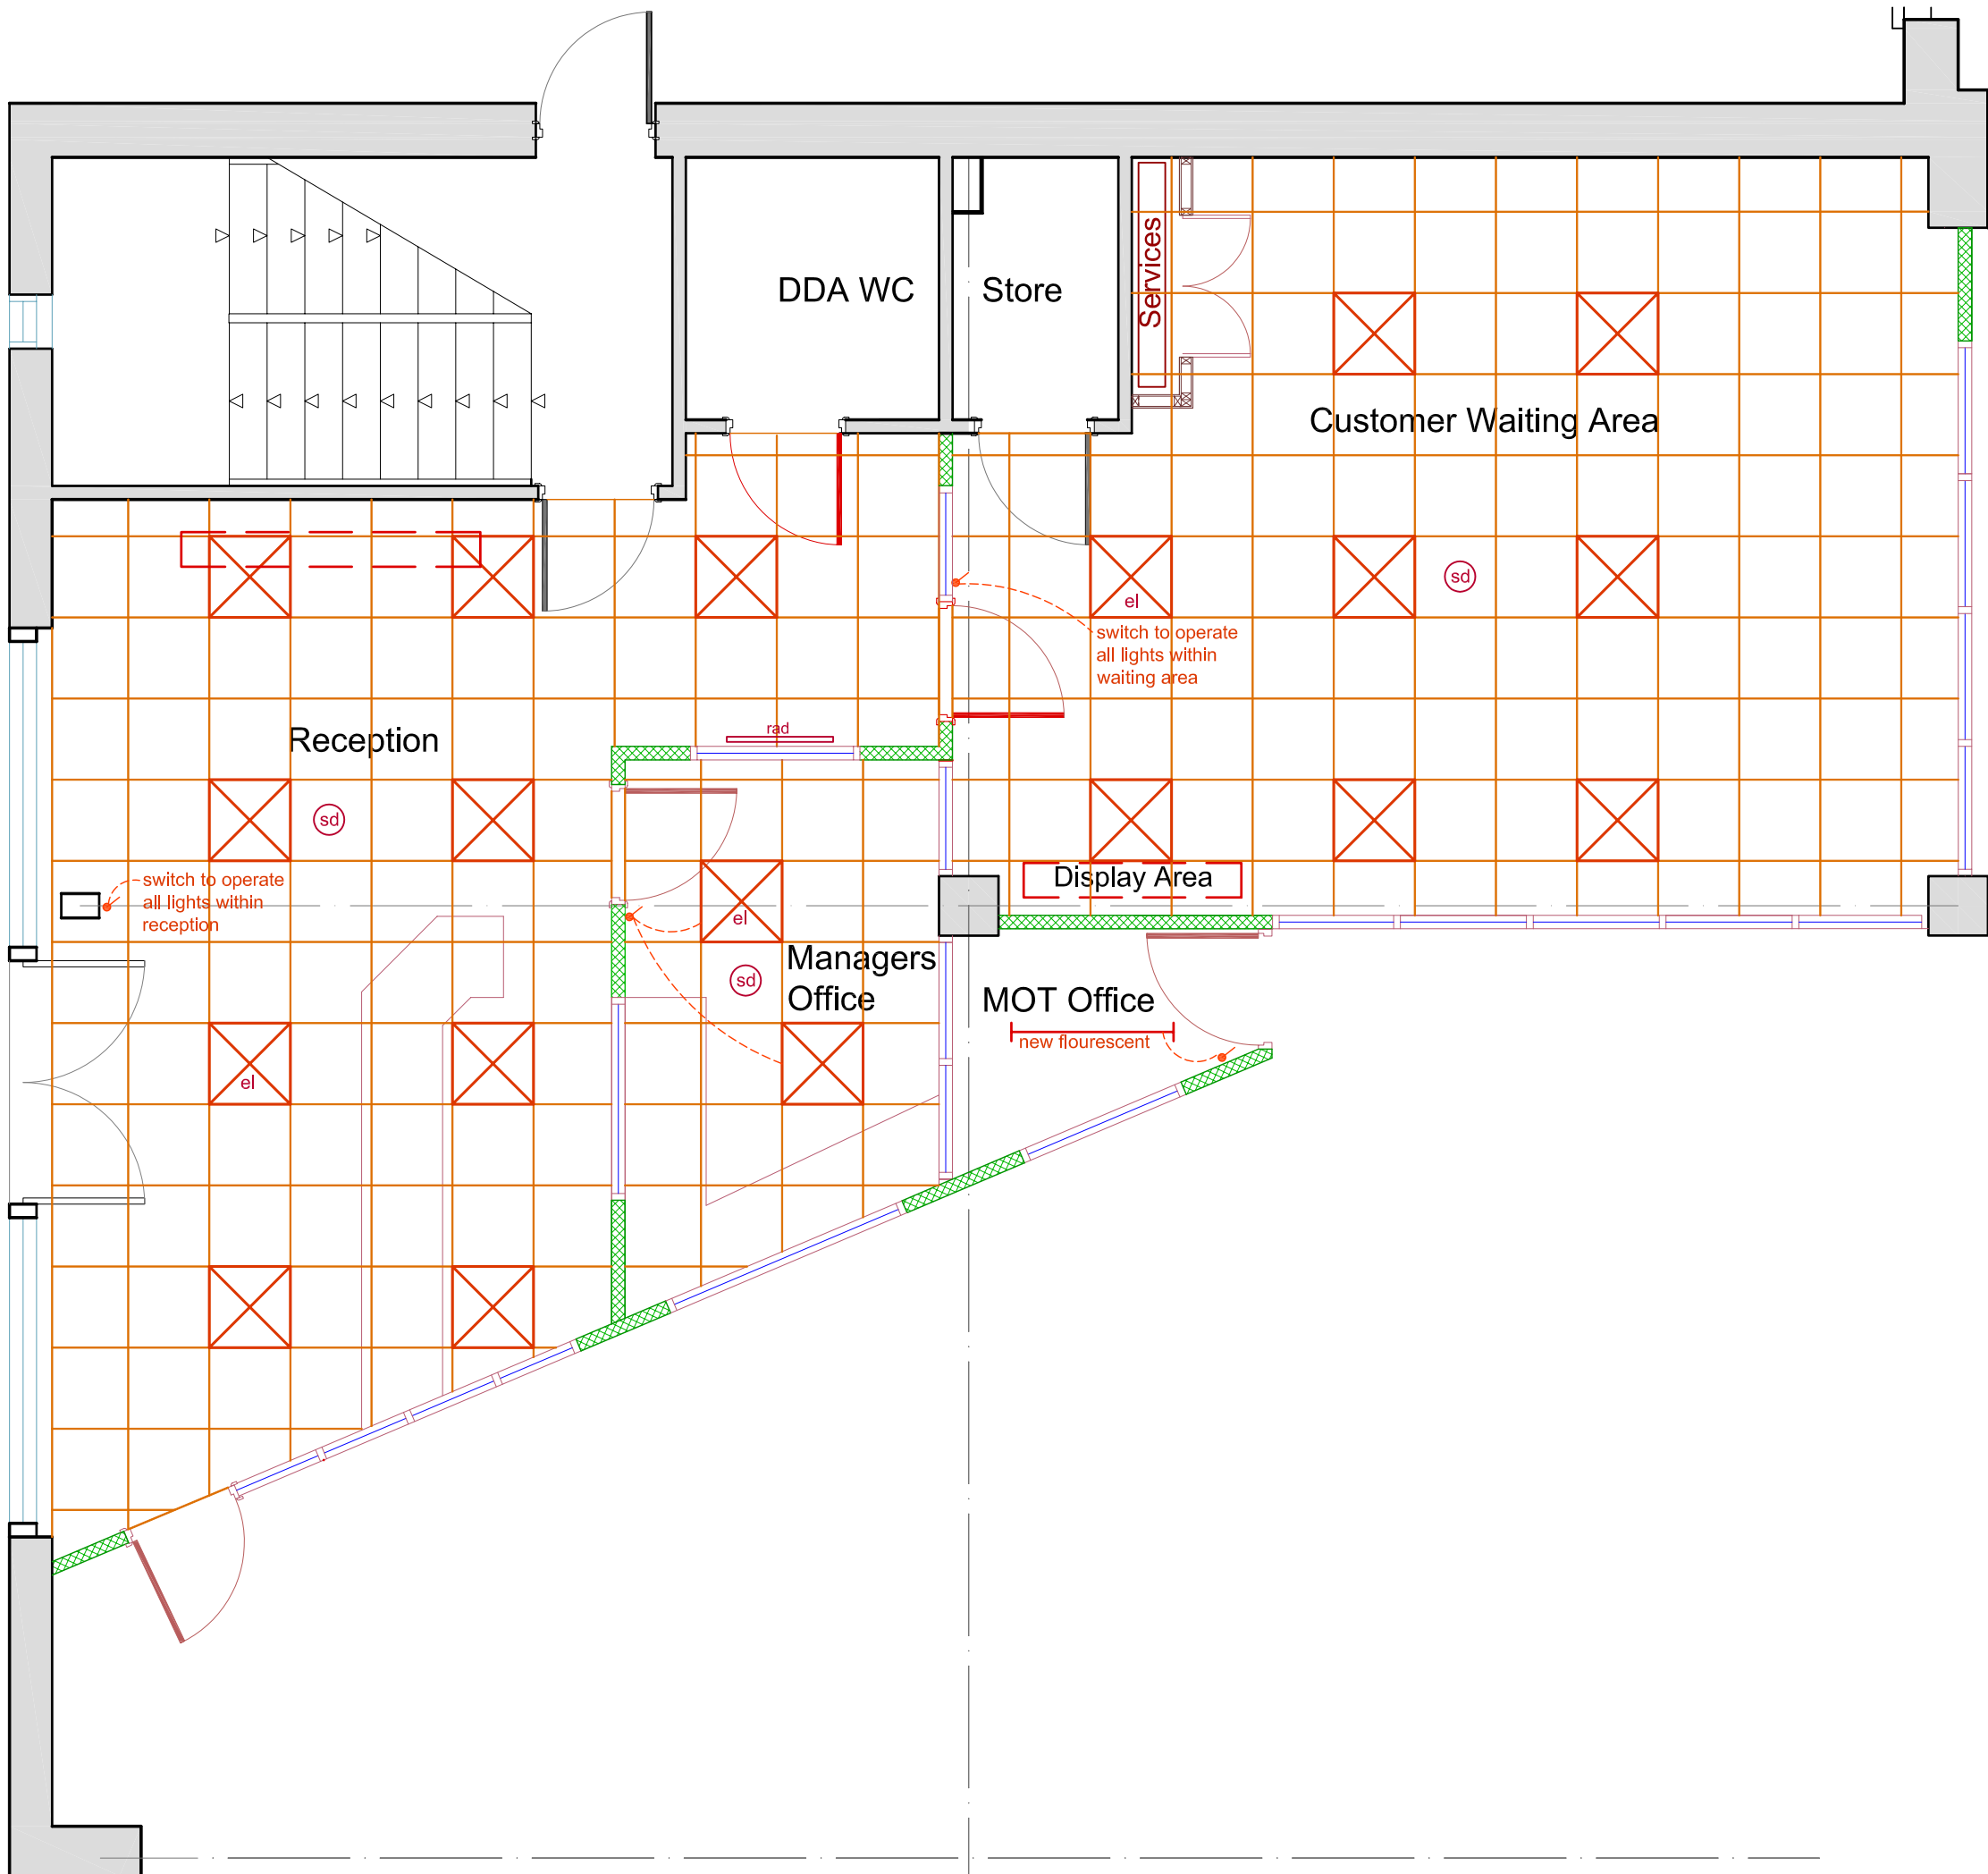 DDA WC
Store
Services
Customer Waiting Area
sd
el
switch to operate
all lights within
waiting area
rad
Reception
sd
switch to operate
all lights within
reception
Display Area
el
sd
Managers
Office
MOT Office
new flourescent
el